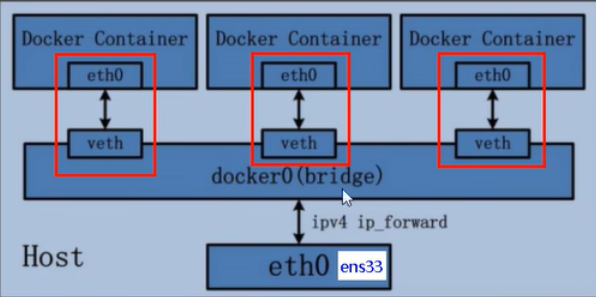 Docker Container Docker Container Docker Container
eth0 eth0 eth0
veth veth veth
docker0(bridge)
ipv4 ip_forward
Host
eth0 ens33